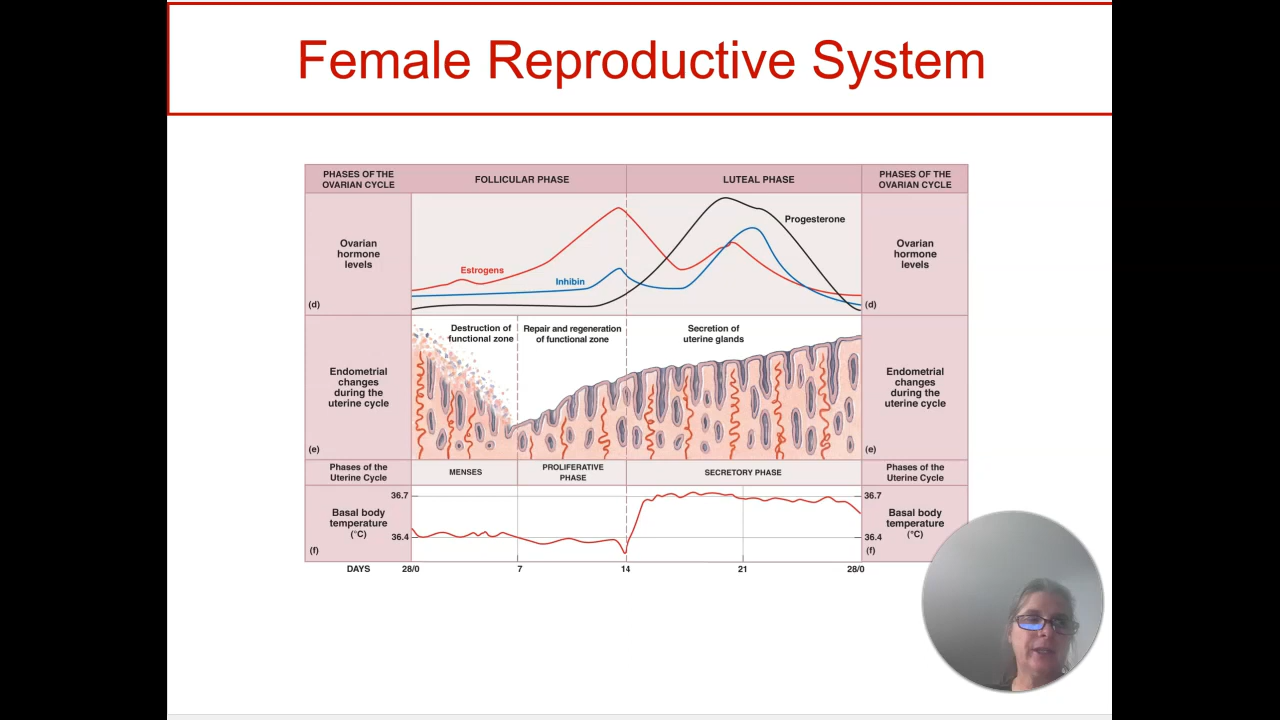 Female Reproductive System
PHASES OF THE
OVARIAN CYCLE
FOLLICULAR PHASE
LUTEAL PHASE
PHASES OF THE
OVARIAN CYCLE
Ovarian
hormone
levels
(d)
Estrogens
Inhibin
Progesterone
Ovarian
hormone
levels
(d)
Endometrial
changes
during the
uterine cycle
(e)
Destruction of
functional zone
Repair and regeneration
of functional zone
Secretion of
uterine glands
Endometrial
changes
during the
uterine cycle
(e)
Phases of the
Uterine Cycle
MENSES
PROLIFERATIVE
PHASE
SECRETORY PHASE
Phases of the
Uterine Cycle
Basal body
temperature
(°C)
(f)
36.7
36.4
36.7
36.4
Basal body
temperature
(°C)
(f)
DAYS
28/0
7
14
21
28/0